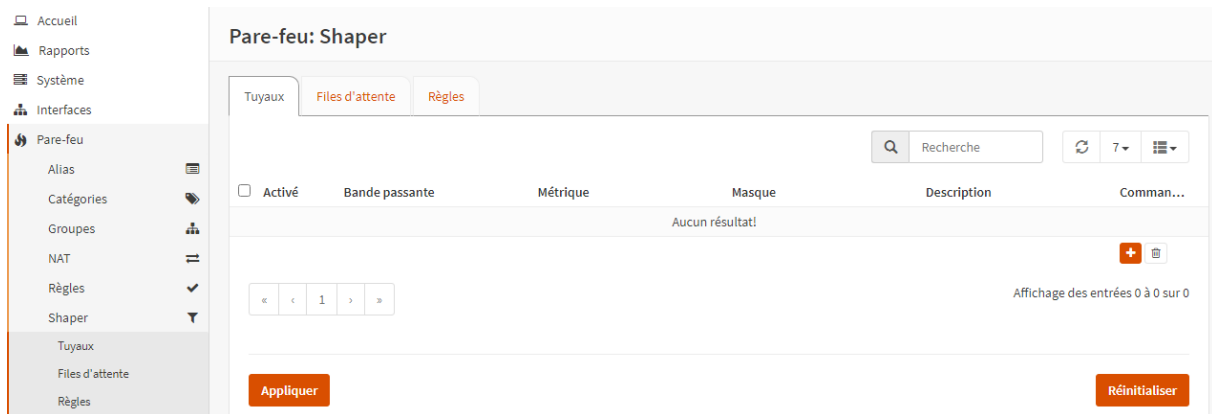 Accueil
Rapports
Système
Interfaces
Pare-feu
Alias
Catégories
Groupes
NAT
Règles
Shaper
Tuyaux
Files d'attente
Règles
Pare-feu: Shaper
Tuyaux Files d'attente Règles
Recherche 7
Activé Bande passante Métrique Masque Description Comman...
Aucun résultat!
« ‹ 1 › »
Affichage des entrées 0 à 0 sur 0
Appliquer Réinitialiser